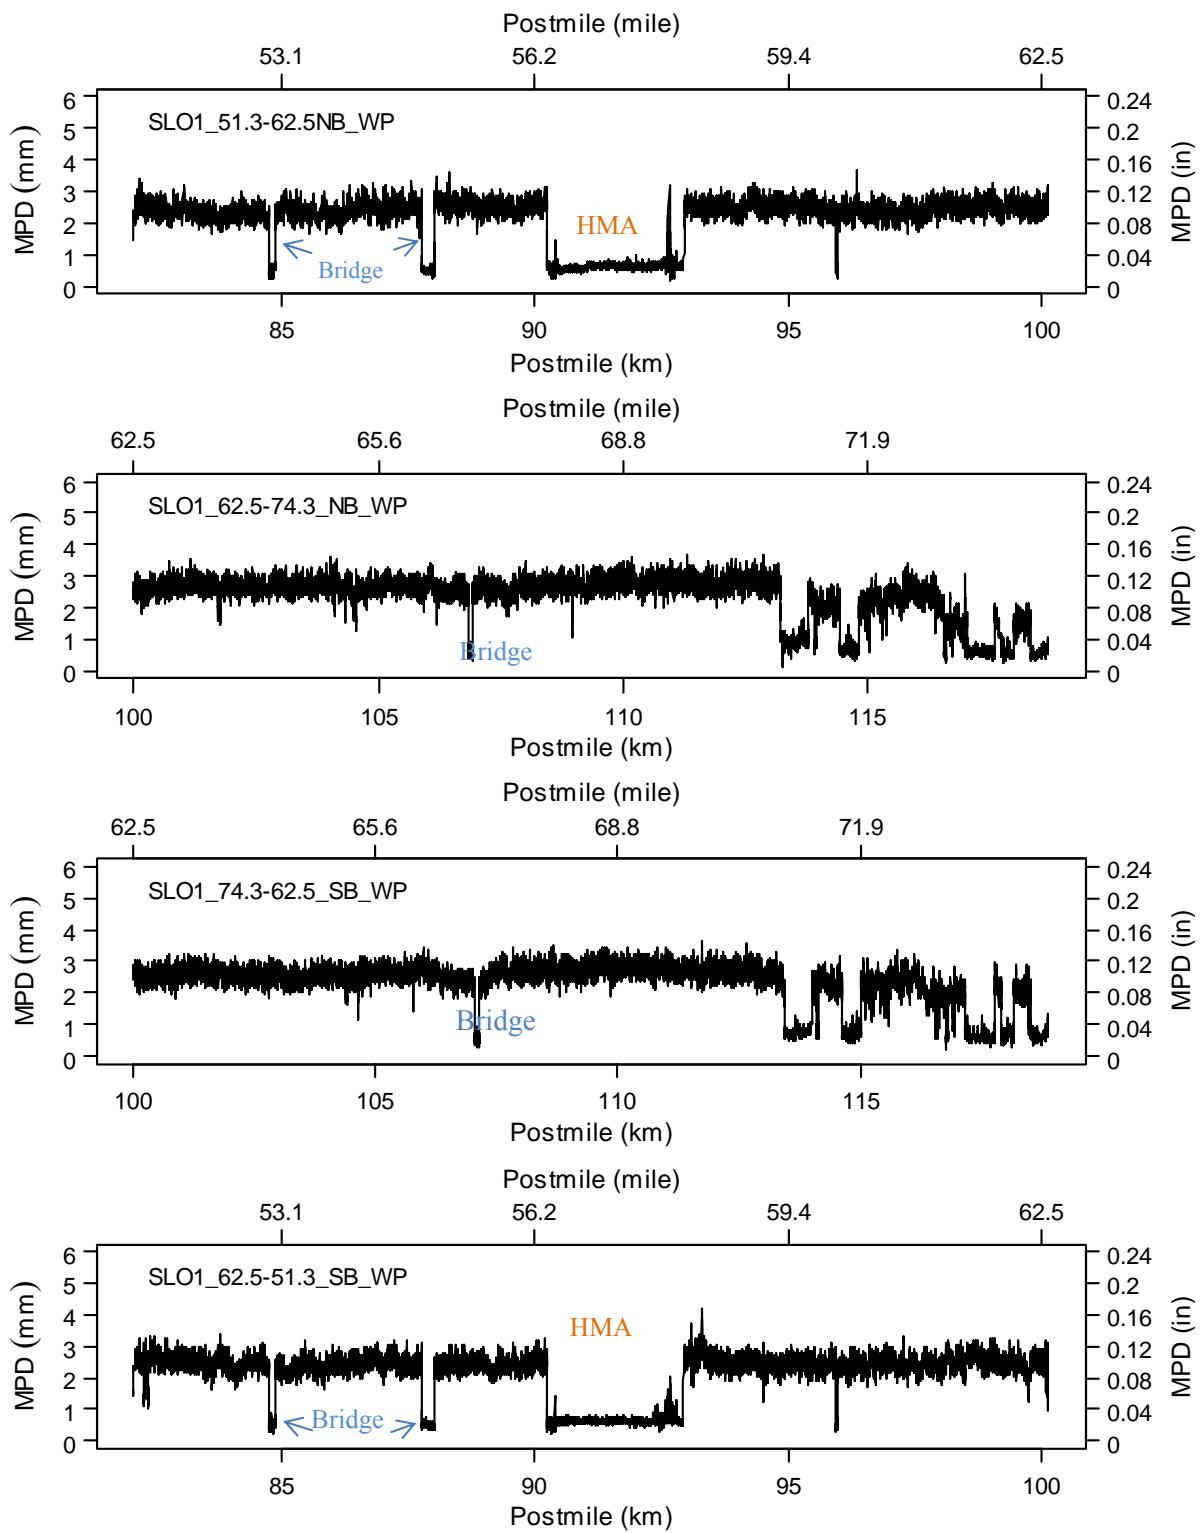 Postmile (mile)
53.1 56.2 59.4 62.5
SLO1_51.3-62.5NB_WP
MPD (mm)
6 5 4 3 2 1 0
0.24 0.2 0.16 0.12 0.08 0.04 0
MPD (in)
HMA
Bridge
85 90 95 100
Postmile (km)
Postmile (mile)
62.5 65.6 68.8 71.9
SLO1_62.5-74.3_NB_WP
MPD (mm)
6 5 4 3 2 1 0
0.24 0.2 0.16 0.12 0.08 0.04 0
MPD (in)
Bridge
100 105 110 115
Postmile (km)
Postmile (mile)
62.5 65.6 68.8 71.9
SLO1_74.3-62.5_SB_WP
MPD (mm)
6 5 4 3 2 1 0
0.24 0.2 0.16 0.12 0.08 0.04 0
MPD (in)
Bridge
100 105 110 115
Postmile (km)
Postmile (mile)
53.1 56.2 59.4 62.5
SLO1_62.5-51.3_SB_WP
MPD (mm)
6 5 4 3 2 1 0
0.24 0.2 0.16 0.12 0.08 0.04 0
MPD (in)
HMA
Bridge
85 90 95 100
Postmile (km)